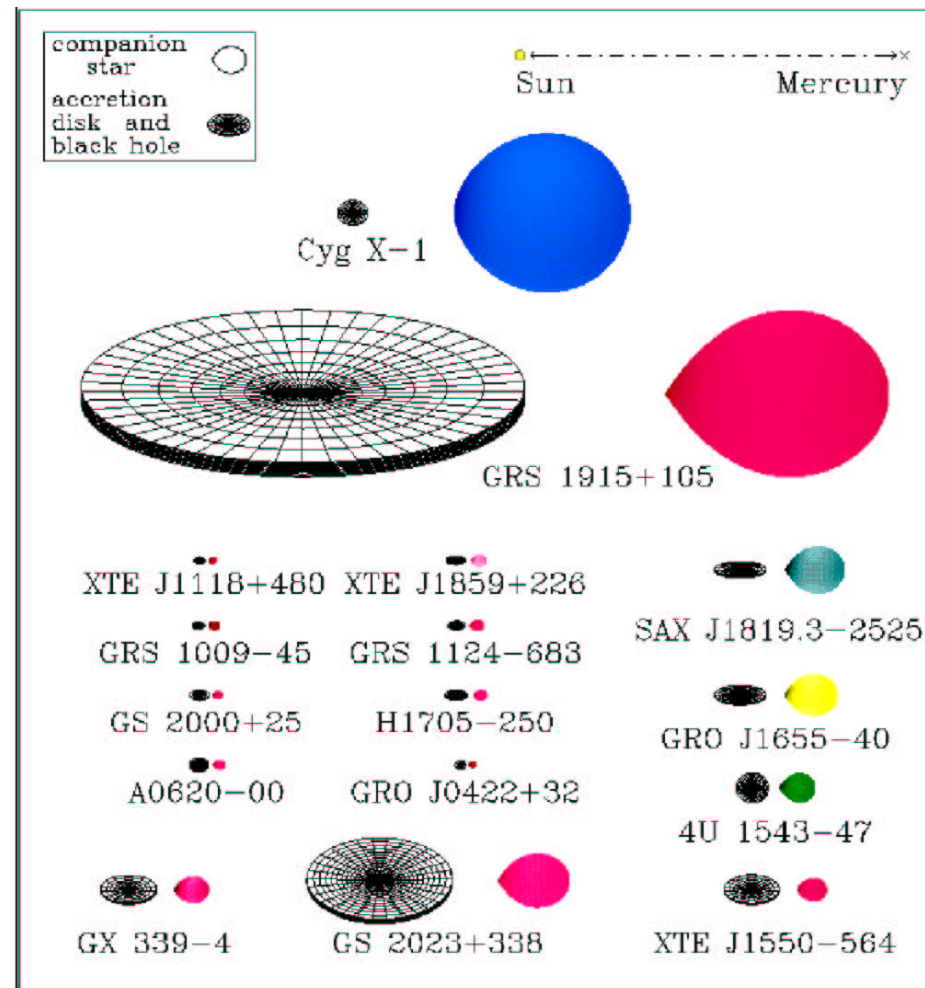 companion
star
accretion
disk and
black hole
Sun
Mercury
Cyg X-1
GRS 1915+105
XTE J1118+480
XTE J1859+226
SAX J1819.3-2525
GRS 1009-45
GRS 1124-683
GS 2000+25
H1705-250
GRO J1655-40
A0620-00
GRO J0422+32
4U 1543-47
GX 339-4
GS 2023+338
XTE J1550-564